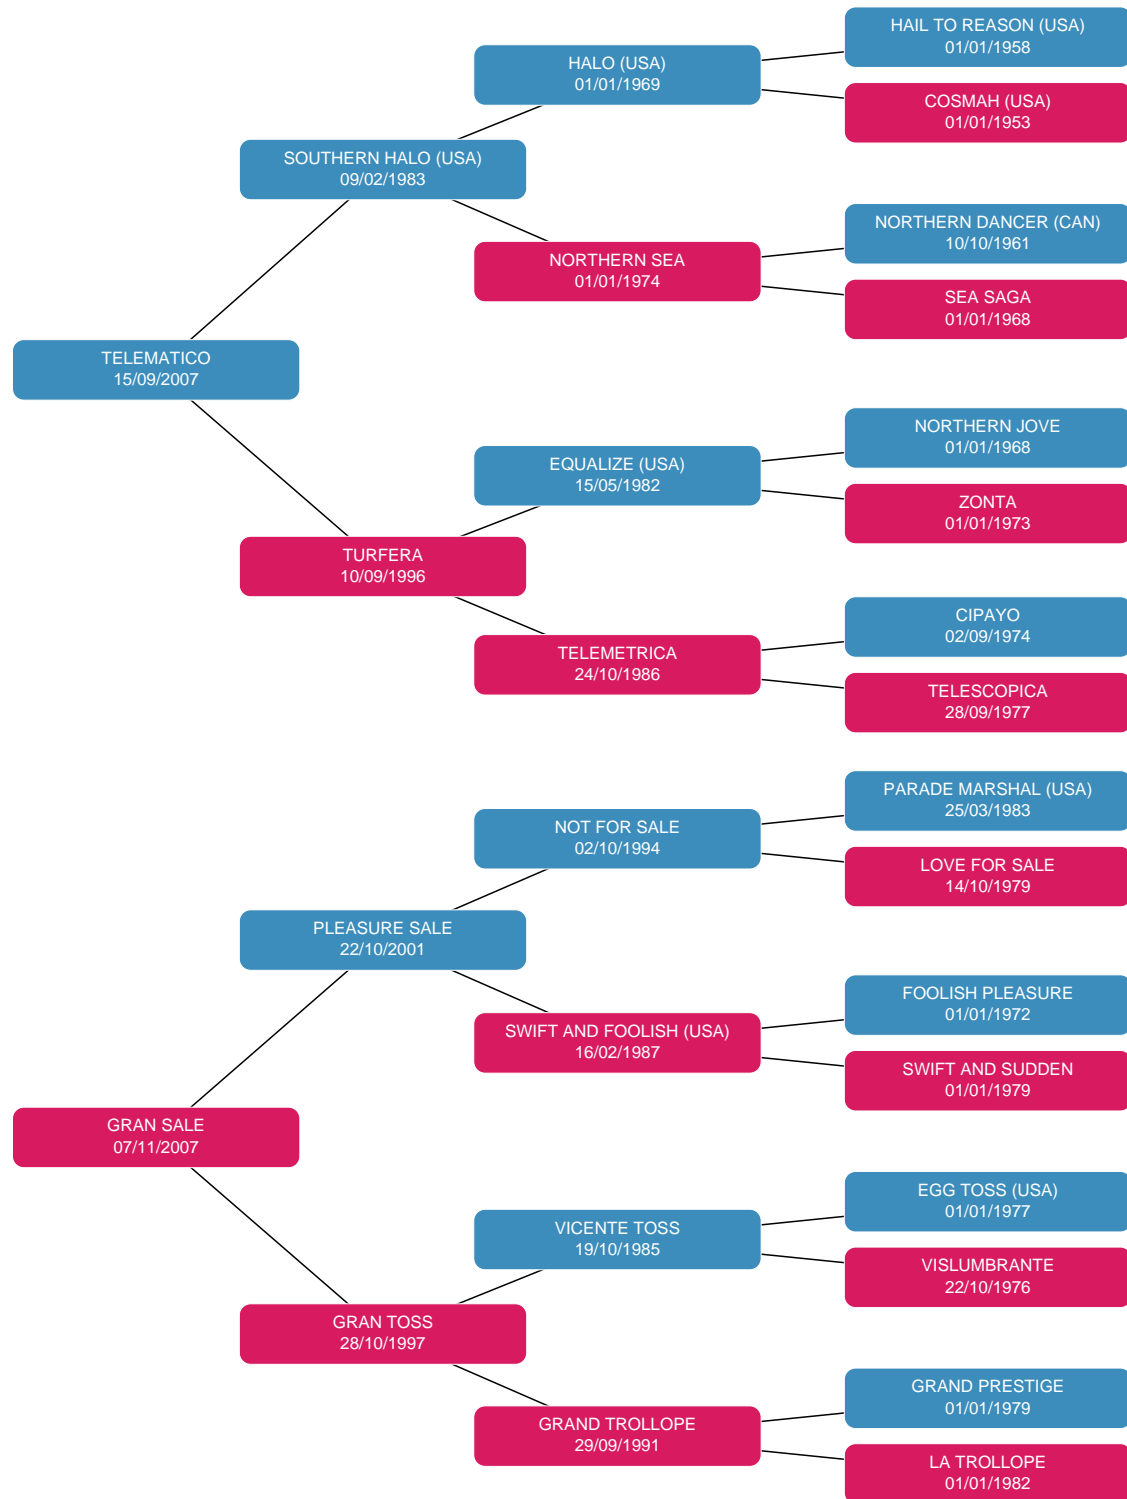 HAIL TO REASON (USA)
01/01/1958
HALO (USA)
01/01/1969
COSMAH (USA)
01/01/1953
SOUTHERN HALO (USA)
09/02/1983
NORTHERN DANCER (CAN)
10/10/1961
NORTHERN SEA
01/01/1974
SEA SAGA
01/01/1968
TELEMATICO
15/09/2007
NORTHERN JOVE
01/01/1968
EQUALIZE (USA)
15/05/1982
ZONTA
01/01/1973
TURFERA
10/09/1996
CIPAYO
02/09/1974
TELEMETRICA
24/10/1986
TELESCOPICA
28/09/1977
PARADE MARSHAL (USA)
25/03/1983
NOT FOR SALE
02/10/1994
LOVE FOR SALE
14/10/1979
PLEASURE SALE
22/10/2001
FOOLISH PLEASURE
01/01/1972
SWIFT AND FOOLISH (USA)
16/02/1987
SWIFT AND SUDDEN
01/01/1979
GRAN SALE
07/11/2007
EGG TOSS (USA)
01/01/1977
VICENTE TOSS
19/10/1985
VISLUMBRANTE
22/10/1976
GRAN TOSS
28/10/1997
GRAND PRESTIGE
01/01/1979
GRAND TROLLOPE
29/09/1991
LA TROLLOPE
01/01/1982